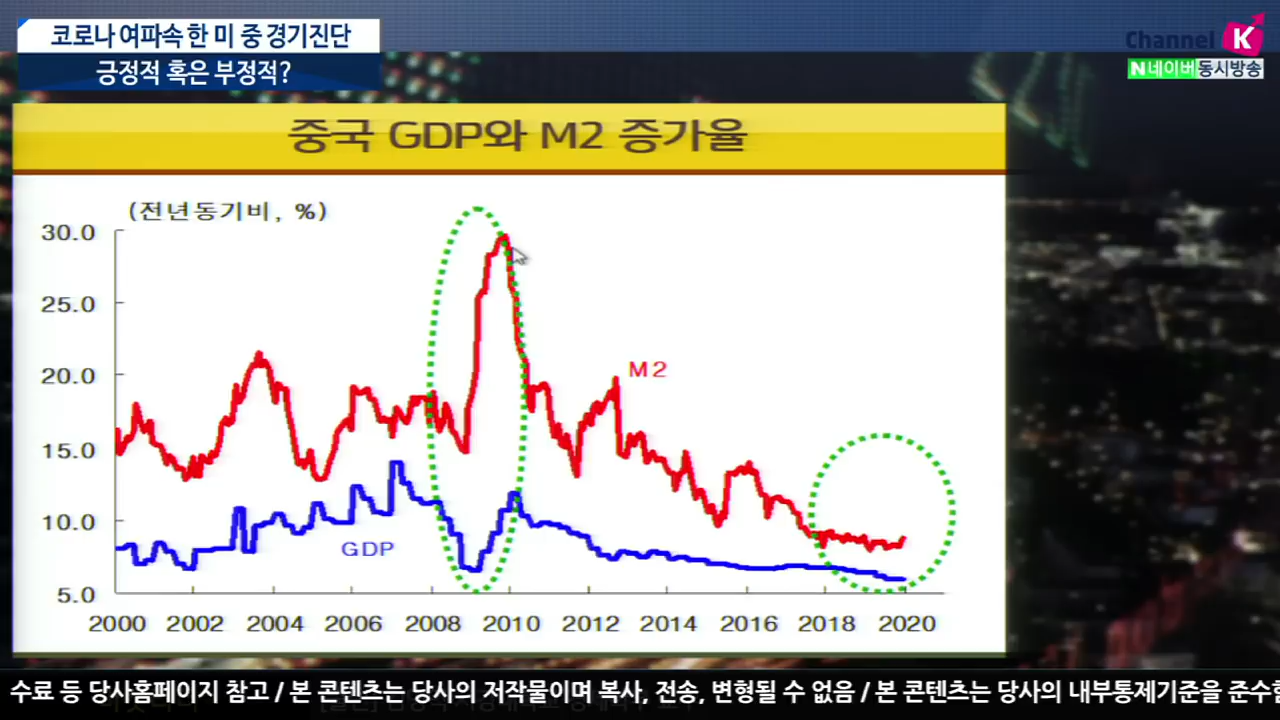 코로나 여파속 한 미 중 경기진단
긍정적 혹은 부정적?
Channel K
N네이버 동시방송
중국 GDP와 M2 증가율
(전년동기비, %)
30.0
25.0
20.0
15.0
10.0
5.0
M2
GDP
2000 2002 2004 2006 2008 2010 2012 2014 2016 2018 2020
수료 등 당사홈페이지 참고 / 본 콘텐츠는 당사의 저작물이며 복사, 전송, 변형될 수 없음 / 본 콘텐츠는 당사의 내부통제기준을 준수함